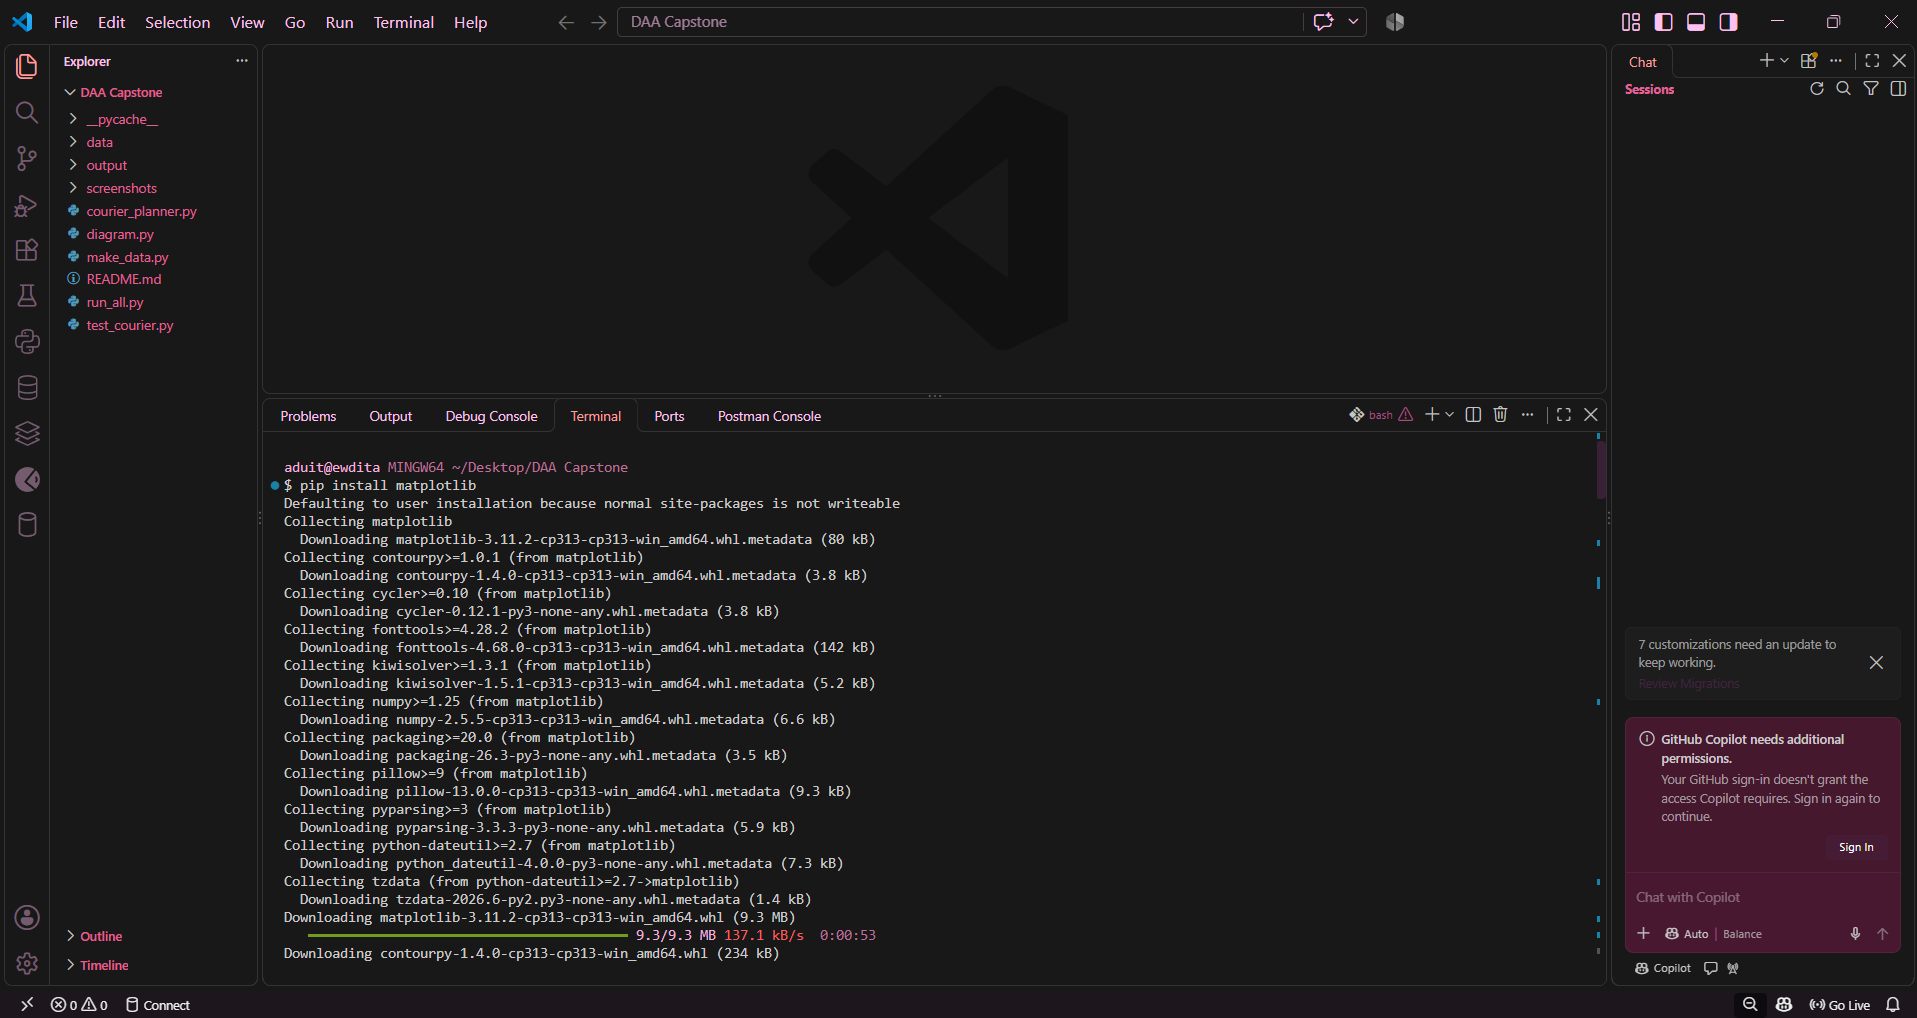 File Edit Selection View Go Run Terminal Help
DAA Capstone
Explorer
DAA Capstone
__pycache__
data
output
screenshots
courier_planner.py
diagram.py
make_data.py
README.md
run_all.py
test_courier.py
Outline
Timeline
Problems Output Debug Console Terminal Ports Postman Console
bash
aduit@ewdita MINGW64 ~/Desktop/DAA Capstone
$ pip install matplotlib
Defaulting to user installation because normal site-packages is not writeable
Collecting matplotlib
  Downloading matplotlib-3.11.2-cp313-cp313-win_amd64.whl.metadata (80 kB)
Collecting contourpy>=1.0.1 (from matplotlib)
  Downloading contourpy-1.4.0-cp313-cp313-win_amd64.whl.metadata (3.8 kB)
Collecting cycler>=0.10 (from matplotlib)
  Downloading cycler-0.12.1-py3-none-any.whl.metadata (3.8 kB)
Collecting fonttools>=4.28.2 (from matplotlib)
  Downloading fonttools-4.68.0-cp313-cp313-win_amd64.whl.metadata (142 kB)
Collecting kiwisolver>=1.3.1 (from matplotlib)
  Downloading kiwisolver-1.5.1-cp313-cp313-win_amd64.whl.metadata (5.2 kB)
Collecting numpy>=1.25 (from matplotlib)
  Downloading numpy-2.5.5-cp313-cp313-win_amd64.whl.metadata (6.6 kB)
Collecting packaging>=20.0 (from matplotlib)
  Downloading packaging-26.3-py3-none-any.whl.metadata (3.5 kB)
Collecting pillow>=9 (from matplotlib)
  Downloading pillow-13.0.0-cp313-cp313-win_amd64.whl.metadata (9.3 kB)
Collecting pyparsing>=3 (from matplotlib)
  Downloading pyparsing-3.3.3-py3-none-any.whl.metadata (5.9 kB)
Collecting python-dateutil>=2.7 (from matplotlib)
  Downloading python_dateutil-4.0.0-py3-none-any.whl.metadata (7.3 kB)
Collecting tzdata (from python-dateutil>=2.7->matplotlib)
  Downloading tzdata-2026.6-py2.py3-none-any.whl.metadata (1.4 kB)
Downloading matplotlib-3.11.2-cp313-cp313-win_amd64.whl (9.3 MB)
9.3/9.3 MB 137.1 kB/s 0:00:53
Downloading contourpy-1.4.0-cp313-cp313-win_amd64.whl (234 kB)
Chat
Sessions
7 customizations need an update to
keep working.
Review Migrations
GitHub Copilot needs additional
permissions.
Your GitHub sign-in doesn't grant the
access Copilot requires. Sign in again to
continue.
Sign In
Chat with Copilot
Auto | Balance
Copilot
0 0 Connect
Go Live